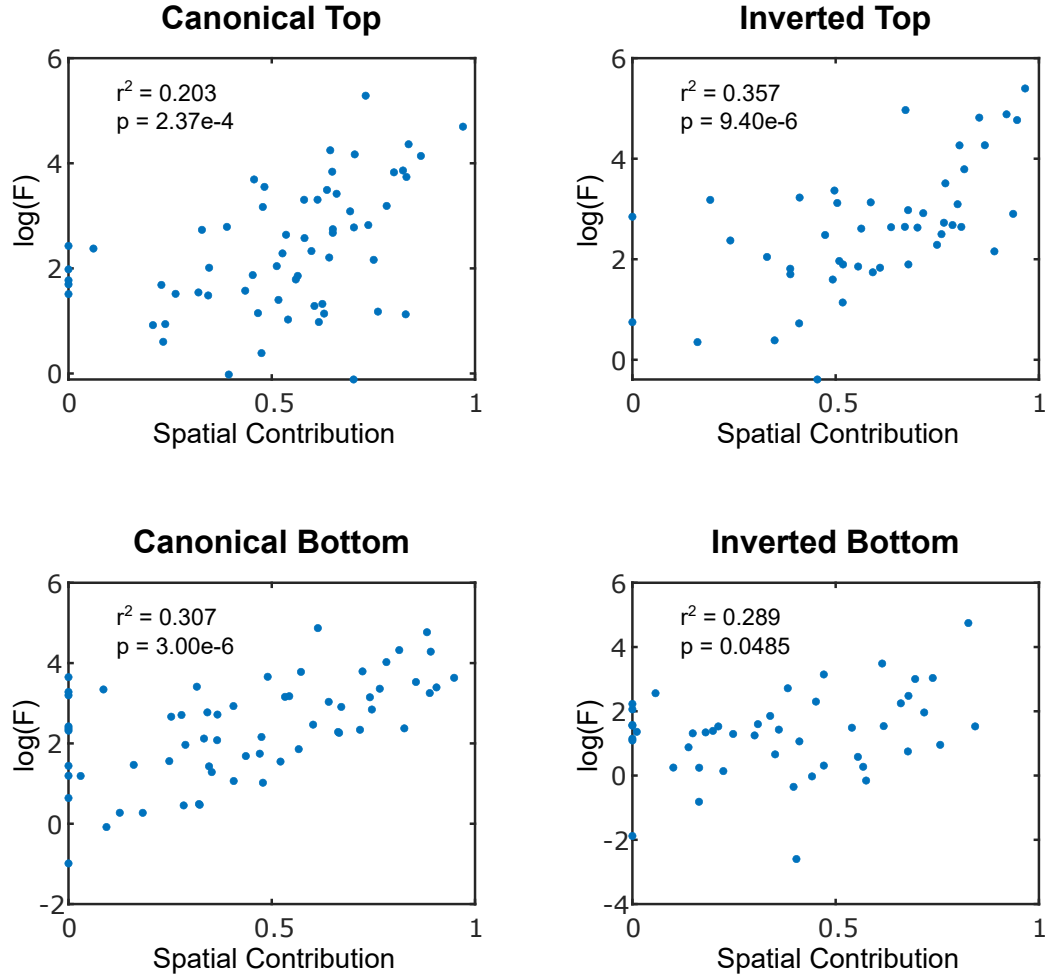 Canonical Top
r² = 0.203
p = 2.37e-4
log(F)
6
4
2
0
0
0.5
1
Spatial Contribution
Inverted Top
r² = 0.357
p = 9.40e-6
log(F)
6
4
2
0
0
0.5
1
Spatial Contribution
Canonical Bottom
r² = 0.307
p = 3.00e-6
log(F)
6
4
2
0
-2
0
0.5
1
Spatial Contribution
Inverted Bottom
r² = 0.289
p = 0.0485
log(F)
6
4
2
0
-2
-4
0
0.5
1
Spatial Contribution